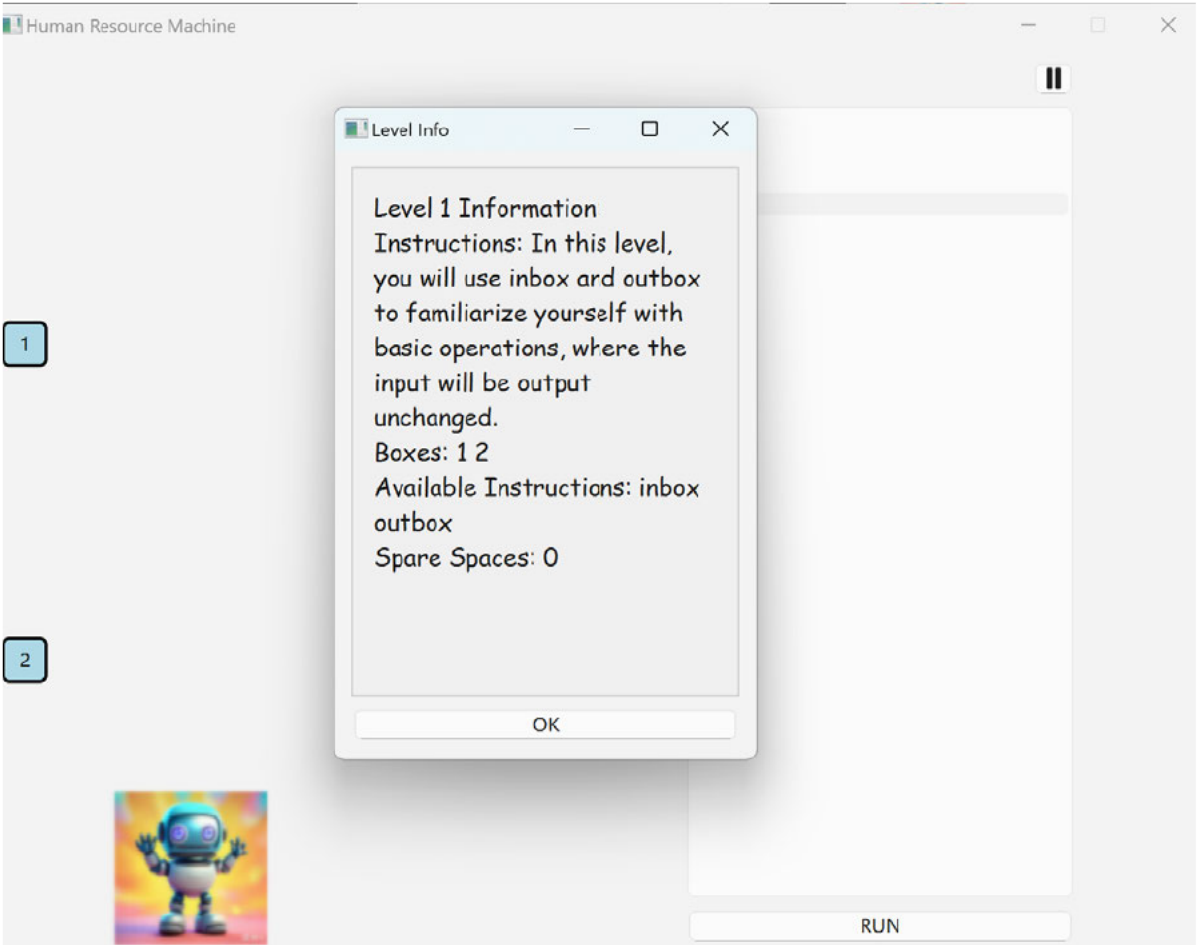 Human Resource Machine
Level Info
Level 1 Information
Instructions: In this level,
you will use inbox ard outbox
to familiarize yourself with
basic operations, where the
input will be output
unchanged.
Boxes: 1 2
Available Instructions: inbox
outbox
Spare Spaces: 0
OK
1
2
RUN